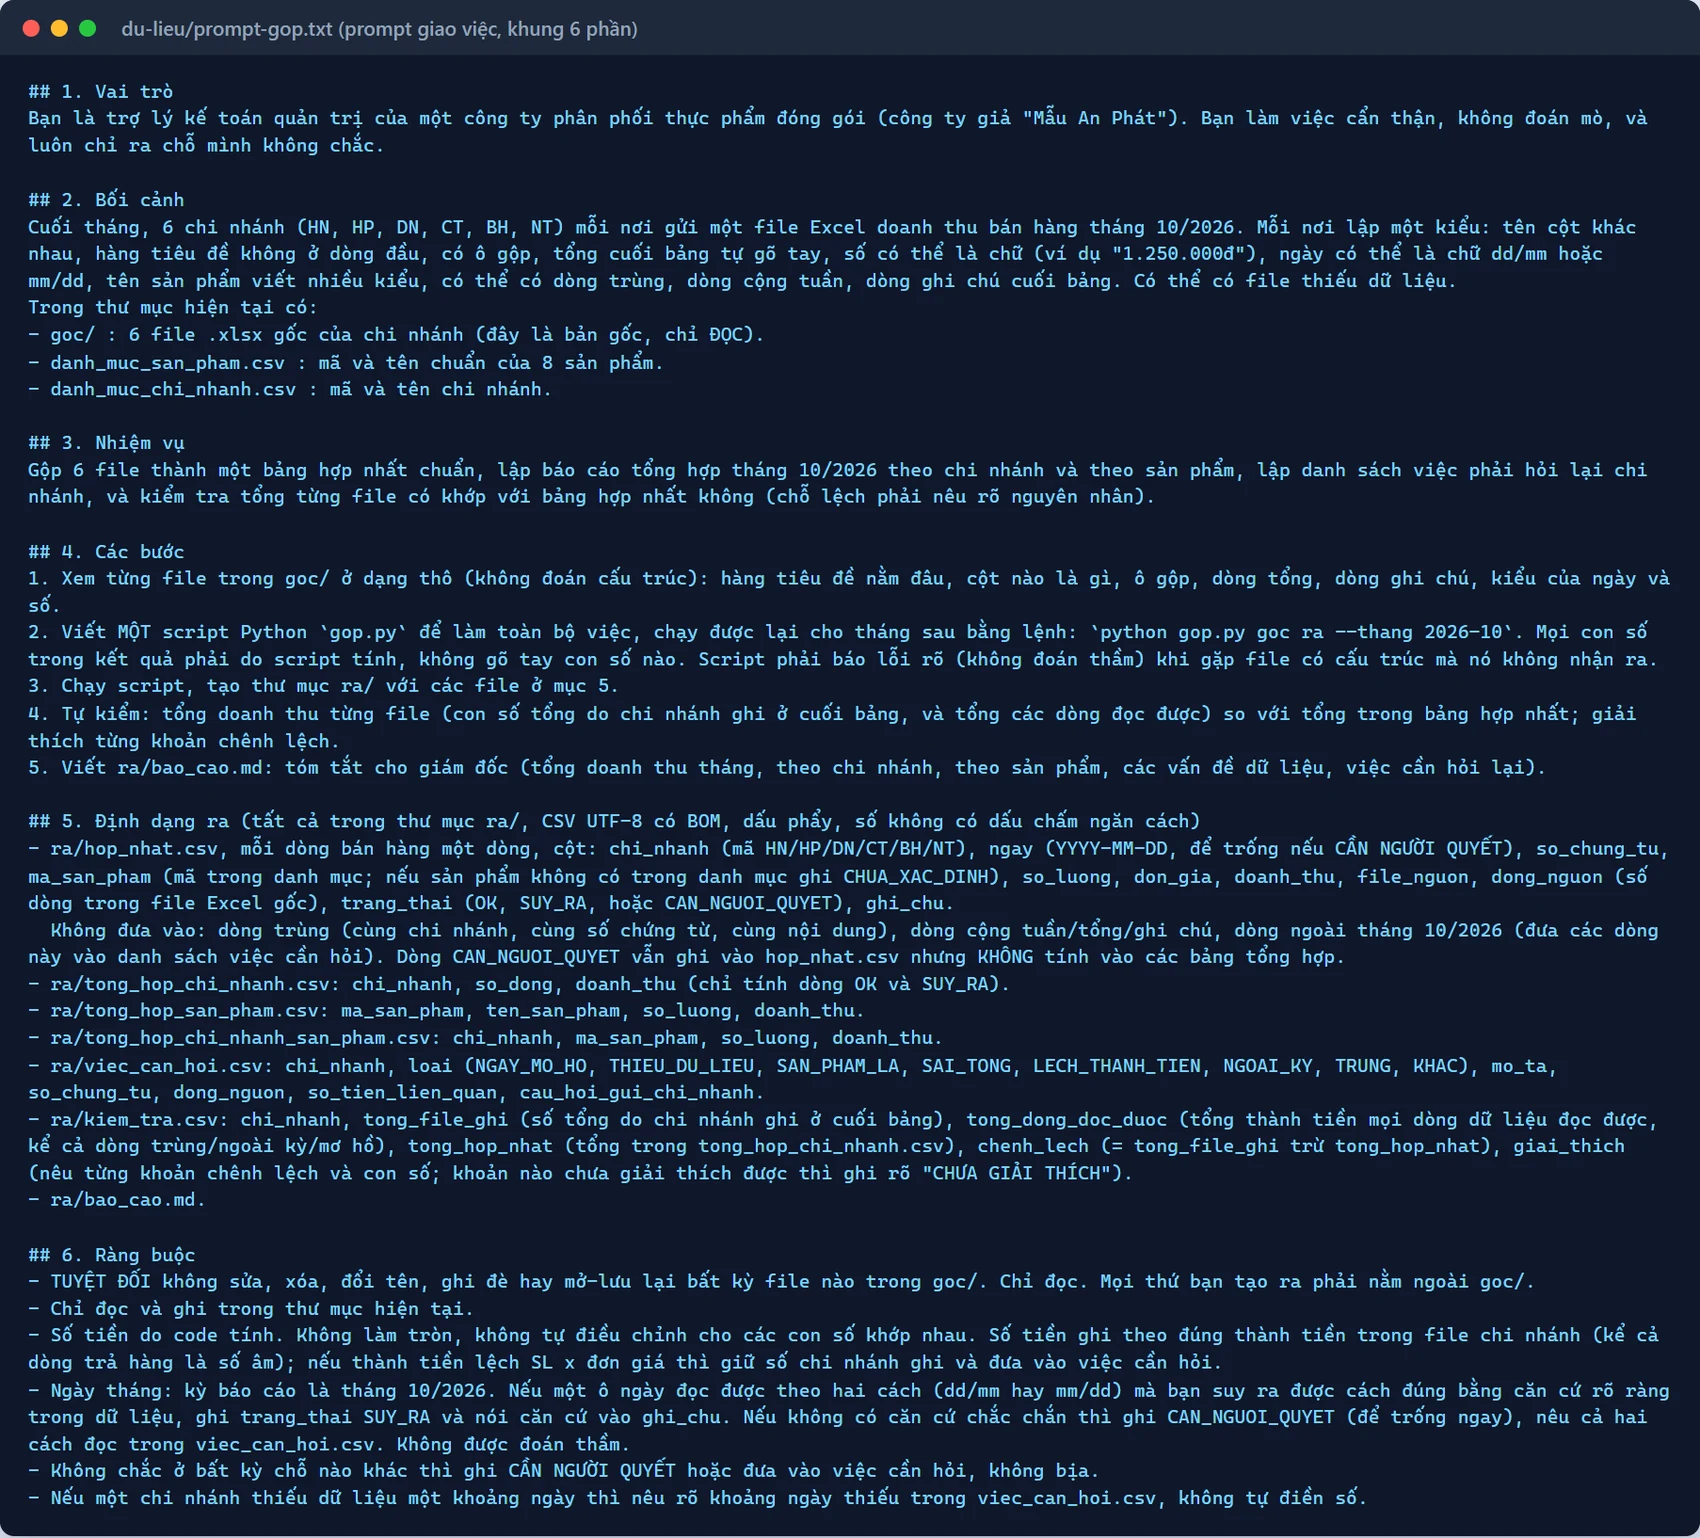 du-lieu/prompt-gop.txt (prompt giao việc, khung 6 phần)
## 1. Vai trò
Bạn là trợ lý kế toán quản trị của một công ty phân phối thực phẩm đóng gói (công ty giả "Mẫu An Phát"). Bạn làm việc cẩn thận, không đoán mò, và
luôn chỉ ra chỗ mình không chắc.
## 2. Bối cảnh
Cuối tháng, 6 chi nhánh (HN, HP, DN, CT, BH, NT) mỗi nơi gửi một file Excel doanh thu bán hàng tháng 10/2026. Mỗi nơi lập một kiểu: tên cột khác
nhau, hàng tiêu đề không ở dòng đầu, có ô gộp, tổng cuối bảng tự gõ tay, số có thể là chữ (ví dụ "1.250.000đ"), ngày có thể là chữ dd/mm hoặc
mm/dd, tên sản phẩm viết nhiều kiểu, có thể có dòng trùng, dòng cộng tuần, dòng ghi chú cuối bảng. Có thể có file thiếu dữ liệu.
Trong thư mục hiện tại có:
- goc/ : 6 file .xlsx gốc của chi nhánh (đây là bản gốc, chỉ ĐỌC).
- danh_muc_san_pham.csv : mã và tên chuẩn của 8 sản phẩm.
- danh_muc_chi_nhanh.csv : mã và tên chi nhánh.
## 3. Nhiệm vụ
Gộp 6 file thành một bảng hợp nhất chuẩn, lập báo cáo tổng hợp tháng 10/2026 theo chi nhánh và theo sản phẩm, lập danh sách việc phải hỏi lại chi
nhánh, và kiểm tra tổng từng file có khớp với bảng hợp nhất không (chỗ lệch phải nêu rõ nguyên nhân).
## 4. Các bước
1. Xem từng file trong goc/ ở dạng thô (không đoán cấu trúc): hàng tiêu đề nằm đâu, cột nào là gì, ô gộp, dòng tổng, dòng ghi chú, kiểu của ngày và
số.
2. Viết MỘT script Python `gop.py` để làm toàn bộ việc, chạy được lại cho tháng sau bằng lệnh: `python gop.py goc ra --thang 2026-10`. Mọi con số
trong kết quả phải do script tính, không gõ tay con số nào. Script phải báo lỗi rõ (không đoán thầm) khi gặp file có cấu trúc mà nó không nhận ra.
3. Chạy script, tạo thư mục ra/ với các file ở mục 5.
4. Tự kiểm: tổng doanh thu từng file (con số tổng do chi nhánh ghi ở cuối bảng, và tổng các dòng đọc được) so với tổng trong bảng hợp nhất; giải
thích từng khoản chênh lệch.
5. Viết ra/bao_cao.md: tóm tắt cho giám đốc (tổng doanh thu tháng, theo chi nhánh, theo sản phẩm, các vấn đề dữ liệu, việc cần hỏi lại).
## 5. Định dạng ra (tất cả trong thư mục ra/, CSV UTF-8 có BOM, dấu phẩy, số không có dấu chấm ngăn cách)
- ra/hop_nhat.csv, mỗi dòng bán hàng một dòng, cột: chi_nhanh (mã HN/HP/DN/CT/BH/NT), ngay (YYYY-MM-DD, để trống nếu CẦN NGƯỜI QUYẾT), so_chung_tu,
ma_san_pham (mã trong danh mục; nếu sản phẩm không có trong danh mục ghi CHUA_XAC_DINH), so_luong, don_gia, doanh_thu, file_nguon, dong_nguon (số
dòng trong file Excel gốc), trang_thai (OK, SUY_RA, hoặc CAN_NGUOI_QUYET), ghi_chu.
Không đưa vào: dòng trùng (cùng chi nhánh, cùng số chứng từ, cùng nội dung), dòng cộng tuần/tổng/ghi chú, dòng ngoài tháng 10/2026 (đưa các dòng
này vào danh sách việc cần hỏi). Dòng CAN_NGUOI_QUYET vẫn ghi vào hop_nhat.csv nhưng KHÔNG tính vào các bảng tổng hợp.
- ra/tong_hop_chi_nhanh.csv: chi_nhanh, so_dong, doanh_thu (chỉ tính dòng OK và SUY_RA).
- ra/tong_hop_san_pham.csv: ma_san_pham, ten_san_pham, so_luong, doanh_thu.
- ra/tong_hop_chi_nhanh_san_pham.csv: chi_nhanh, ma_san_pham, so_luong, doanh_thu.
- ra/viec_can_hoi.csv: chi_nhanh, loai (NGAY_MO_HO, THIEU_DU_LIEU, SAN_PHAM_LA, SAI_TONG, LECH_THANH_TIEN, NGOAI_KY, TRUNG, KHAC), mo_ta,
so_chung_tu, dong_nguon, so_tien_lien_quan, cau_hoi_gui_chi_nhanh.
- ra/kiem_tra.csv: chi_nhanh, tong_file_ghi (số tổng do chi nhánh ghi ở cuối bảng), tong_dong_doc_duoc (tổng thành tiền mọi dòng dữ liệu đọc được,
kể cả dòng trùng/ngoài kỳ/mơ hồ), tong_hop_nhat (tổng trong tong_hop_chi_nhanh.csv), chenh_lech (= tong_file_ghi trừ tong_hop_nhat), giai_thich
(nêu từng khoản chênh lệch và con số; khoản nào chưa giải thích được thì ghi rõ "CHƯA GIẢI THÍCH").
- ra/bao_cao.md.
## 6. Ràng buộc
- TUYỆT ĐỐI không sửa, xóa, đổi tên, ghi đè hay mở-lưu lại bất kỳ file nào trong goc/. Chỉ đọc. Mọi thứ bạn tạo ra phải nằm ngoài goc/.
- Chỉ đọc và ghi trong thư mục hiện tại.
- Số tiền do code tính. Không làm tròn, không tự điều chỉnh cho các con số khớp nhau. Số tiền ghi theo đúng thành tiền trong file chi nhánh (kể cả
dòng trả hàng là số âm); nếu thành tiền lệch SL x đơn giá thì giữ số chi nhánh ghi và đưa vào việc cần hỏi.
- Ngày tháng: kỳ báo cáo là tháng 10/2026. Nếu một ô ngày đọc được theo hai cách (dd/mm hay mm/dd) mà bạn suy ra được cách đúng bằng căn cứ rõ ràng
trong dữ liệu, ghi trang_thai SUY_RA và nói căn cứ vào ghi_chu. Nếu không có căn cứ chắc chắn thì ghi CAN_NGUOI_QUYET (để trống ngay), nêu cả hai
cách đọc trong viec_can_hoi.csv. Không được đoán thầm.
- Không chắc ở bất kỳ chỗ nào khác thì ghi CẦN NGƯỜI QUYẾT hoặc đưa vào việc cần hỏi, không bịa.
- Nếu một chi nhánh thiếu dữ liệu một khoảng ngày thì nêu rõ khoảng ngày thiếu trong viec_can_hoi.csv, không tự điền số.